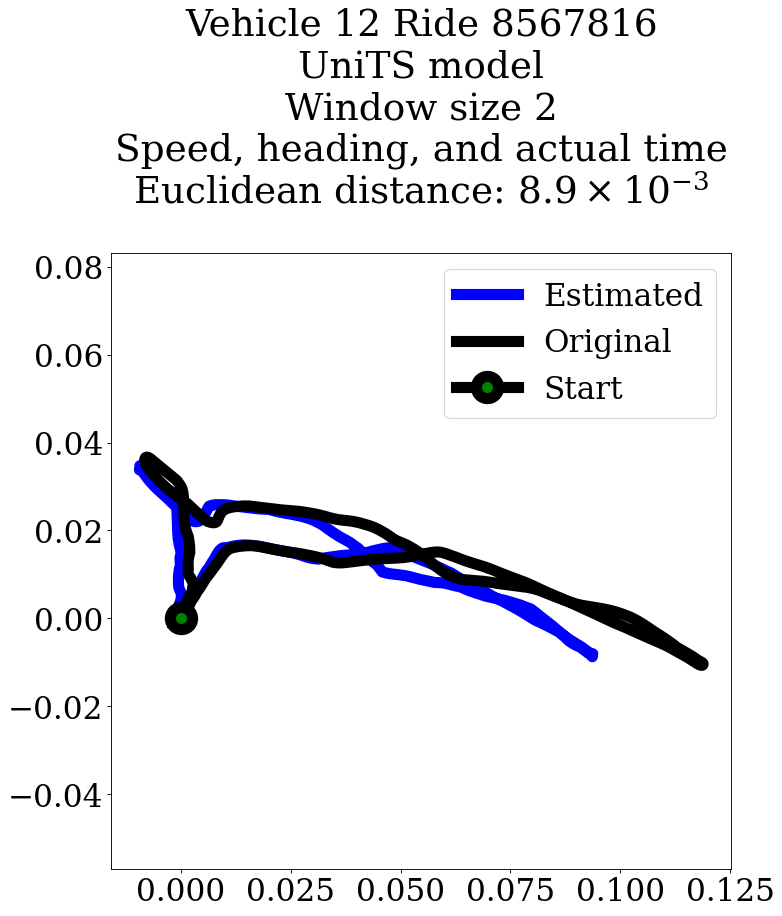 Vehicle 12 Ride 8567816
UniTS model
Window size 2
Speed, heading, and actual time
Euclidean distance: 8.9 × 10⁻³
Estimated
Original
Start
0.08
0.06
0.04
0.02
0.00
−0.02
−0.04
0.000 0.025 0.050 0.075 0.100 0.125